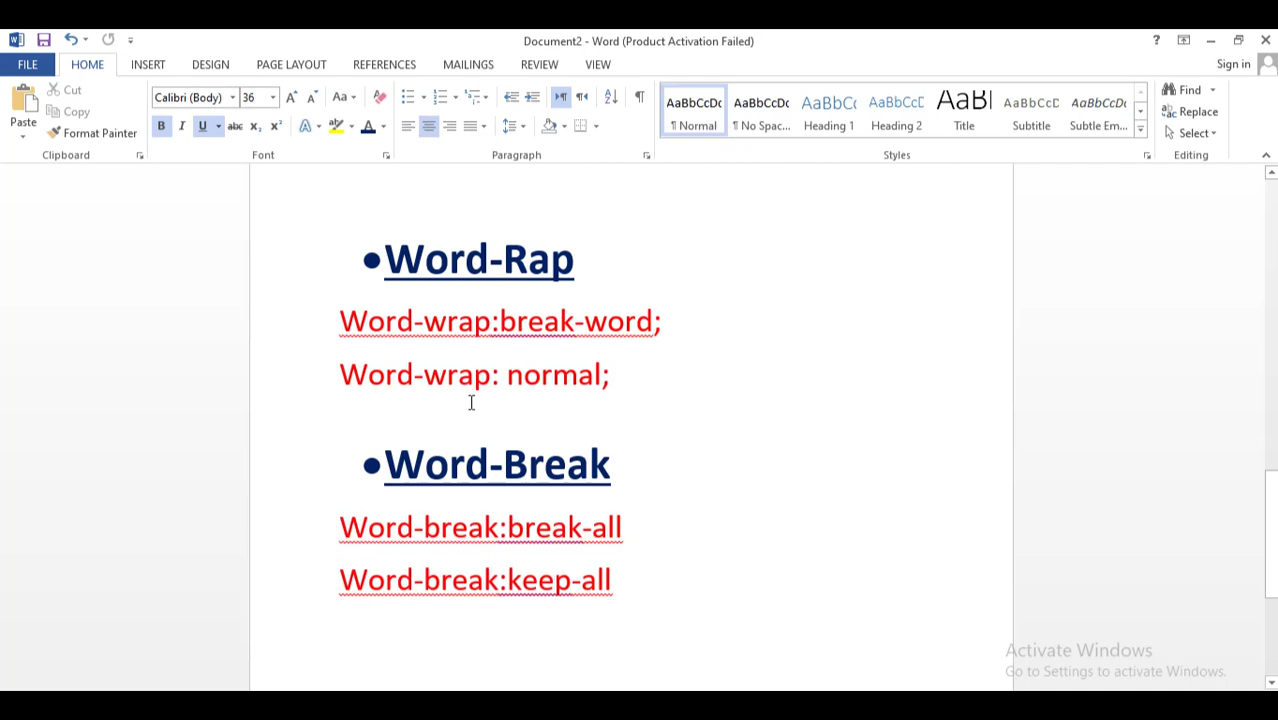 Document2 - Word (Product Activation Failed)
FILE HOME INSERT DESIGN PAGE LAYOUT REFERENCES MAILINGS REVIEW VIEW Sign in
Paste Cut Copy Format Painter
Clipboard
Calibri (Body) 36
Font
Paragraph
AaBbCcDc AaBbCcDc AaBbCc AaBbCcD AaBl AaBbCcD AaBbCcDc
¶ Normal ¶ No Spac... Heading 1 Heading 2 Title Subtitle Subtle Em...
Styles
Find
Replace
Select
Editing
•Word-Rap
Word-wrap:break-word;
Word-wrap: normal;
•Word-Break
Word-break:break-all
Word-break:keep-all
Activate Windows
Go to Settings to activate Windows.